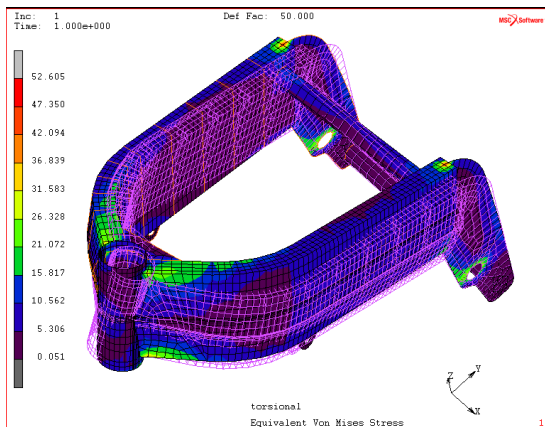 Inc: 1 Def Fac: 50.000
Time: 1.000e+000
MSC Software
52.605
47.350
42.094
36.839
31.583
26.328
21.072
15.817
10.562
5.306
0.051
Z Y
X
torsional
Equivalent Von Mises Stress 1